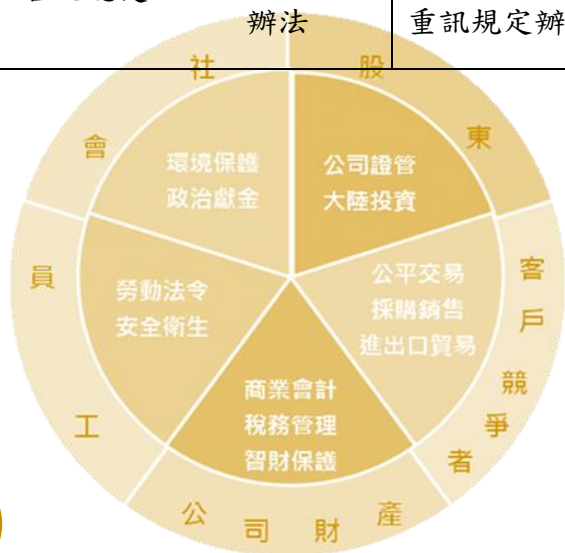 辦法
重訊規定辦
社會
股東
環境保護
政治獻金
公司證管
大陸投資
員工
勞動法令
安全衛生
公平交易
採購銷售
進出口貿易
客戶競爭者
商業會計
稅務管理
智財保護
公司財產